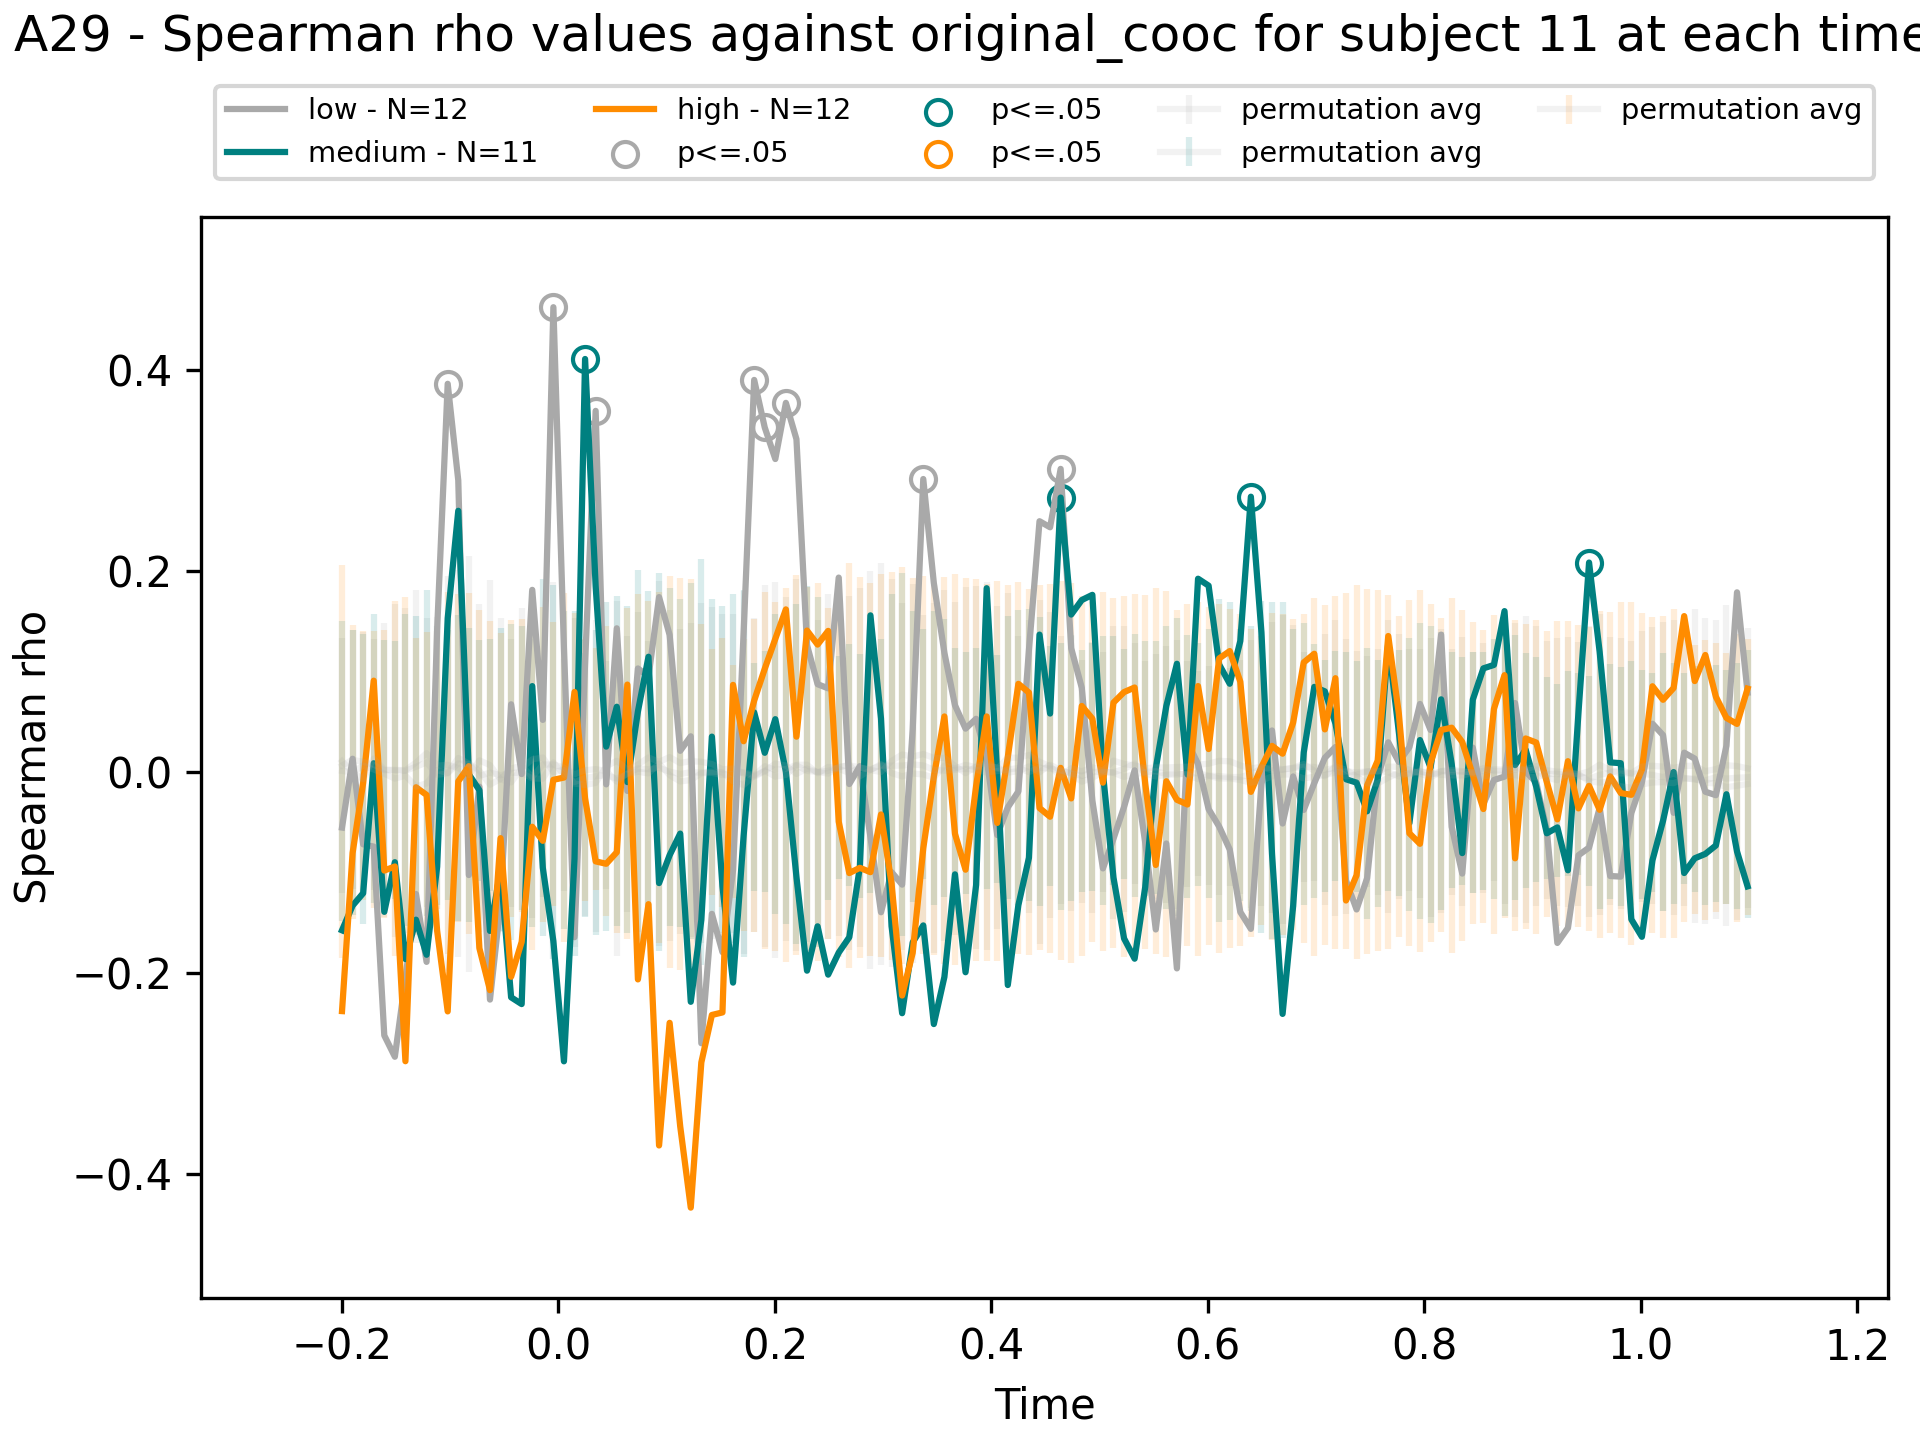 A29 - Spearman rho values against original_cooc for subject 11 at each time
low - N=12
medium - N=11
high - N=12
p<=.05
p<=.05
p<=.05
permutation avg
permutation avg
permutation avg
Spearman rho
0.4
0.2
0.0
−0.2
−0.4
−0.2 0.0 0.2 0.4 0.6 0.8 1.0 1.2
Time